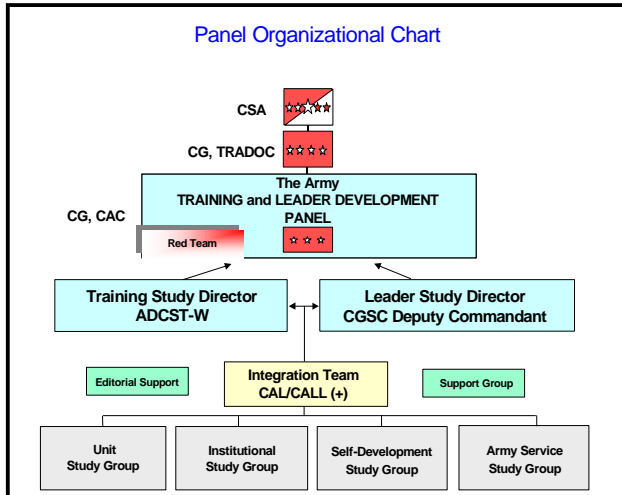 Panel Organizational Chart
CSA
CG, TRADOC
The Army
TRAINING and LEADER DEVELOPMENT
PANEL
CG, CAC
Red Team
Training Study Director
ADCST-W
Leader Study Director
CGSC Deputy Commandant
Editorial Support
Integration Team
CAL/CALL (+)
Support Group
Unit
Study Group
Institutional
Study Group
Self-Development
Study Group
Army Service
Study Group